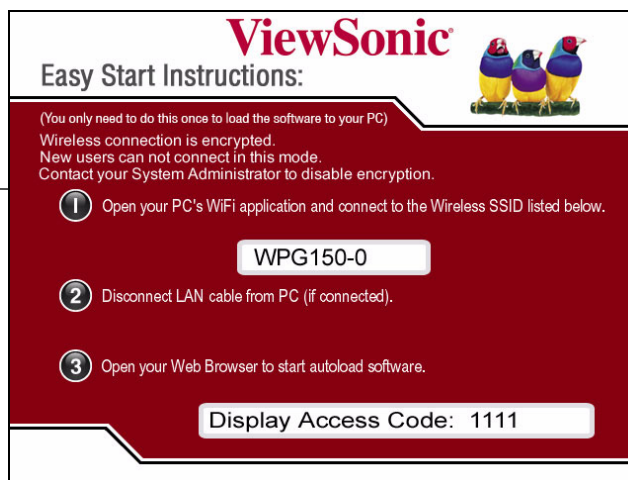 ViewSonic
Easy Start Instructions:
(You only need to do this once to load the software to your PC)
Wireless connection is encrypted.
New users can not connect in this mode.
Contact your System Administrator to disable encryption.
1 Open your PC's WiFi application and connect to the Wireless SSID listed below.
WPG150-0
2 Disconnect LAN cable from PC (if connected).
3 Open your Web Browser to start autoload software.
Display Access Code: 1111